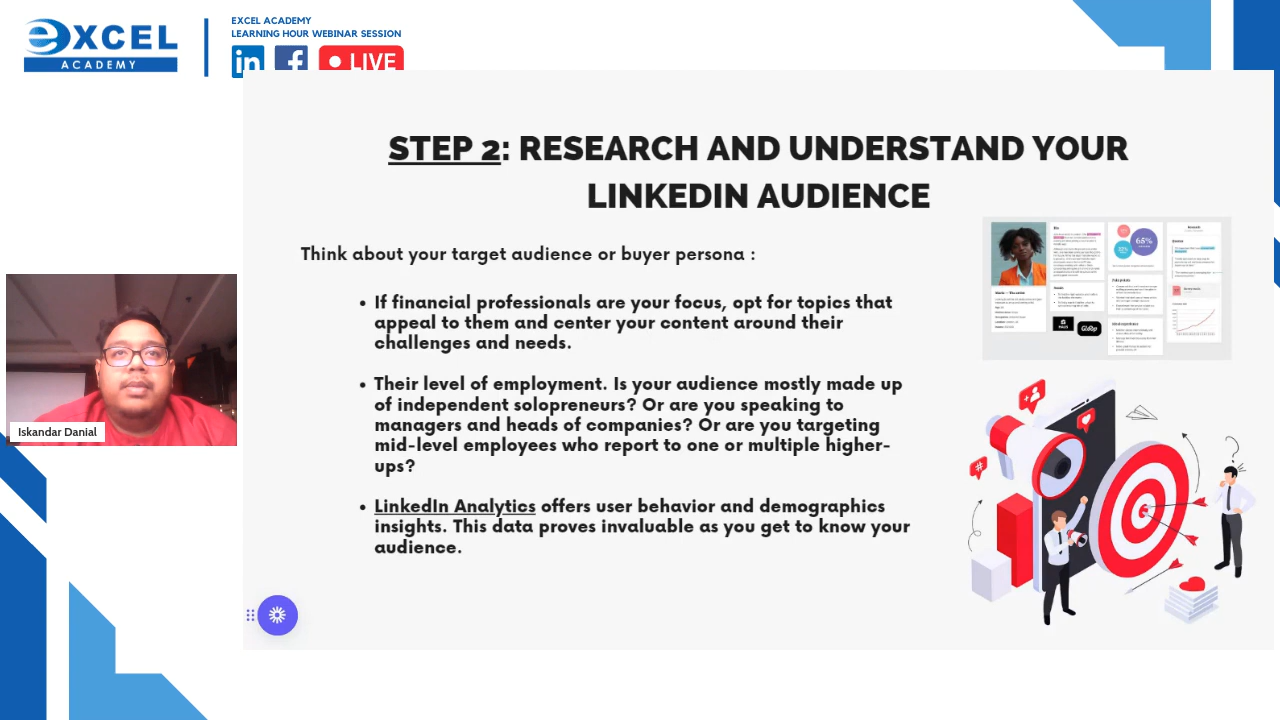 eXCEL
ACADEMY
EXCEL ACADEMY
LEARNING HOUR WEBINAR SESSION
in
LIVE
STEP 2: RESEARCH AND UNDERSTAND YOUR
LINKEDIN AUDIENCE
Think about your target audience or buyer persona :
• If financial professionals are your focus, opt for topics that
appeal to them and center your content around their
challenges and needs.
• Their level of employment. Is your audience mostly made up
of independent solopreneurs? Or are you speaking to
managers and heads of companies? Or are you targeting
mid-level employees who report to one or multiple higher-
ups?
• LinkedIn Analytics offers user behavior and demographics
insights. This data proves invaluable as you get to know your
audience.
65%
#
Iskandar Danial